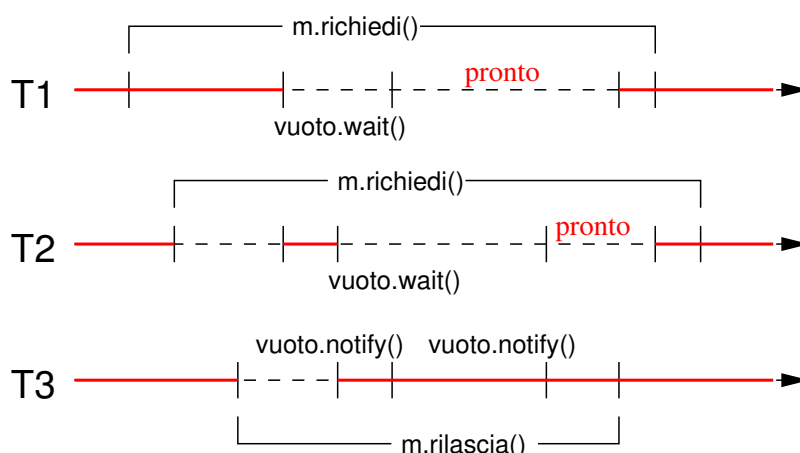 m.richiedi()
pronto
T1
vuoto.wait()
m.richiedi()
pronto
T2
vuoto.wait()
vuoto.notify() vuoto.notify()
T3
m.rilascia()